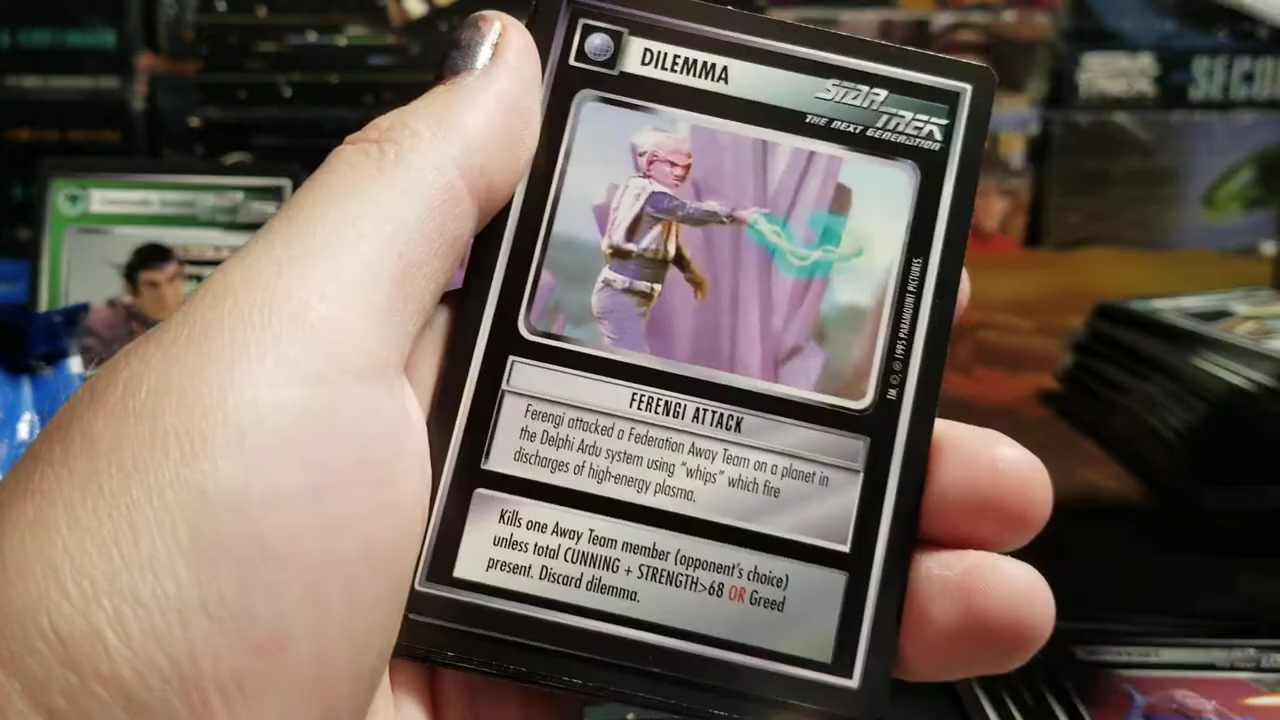 DILEMMA
STAR TREK
THE NEXT GENERATION
TM, ©, ® 1995 PARAMOUNT PICTURES.
FERENGI ATTACK
Ferengi attacked a Federation Away Team on a planet in
the Delphi Ardu system using "whips" which fire
discharges of high-energy plasma.
Kills one Away Team member (opponent's choice)
unless total CUNNING + STRENGTH>68 OR Greed
present. Discard dilemma.